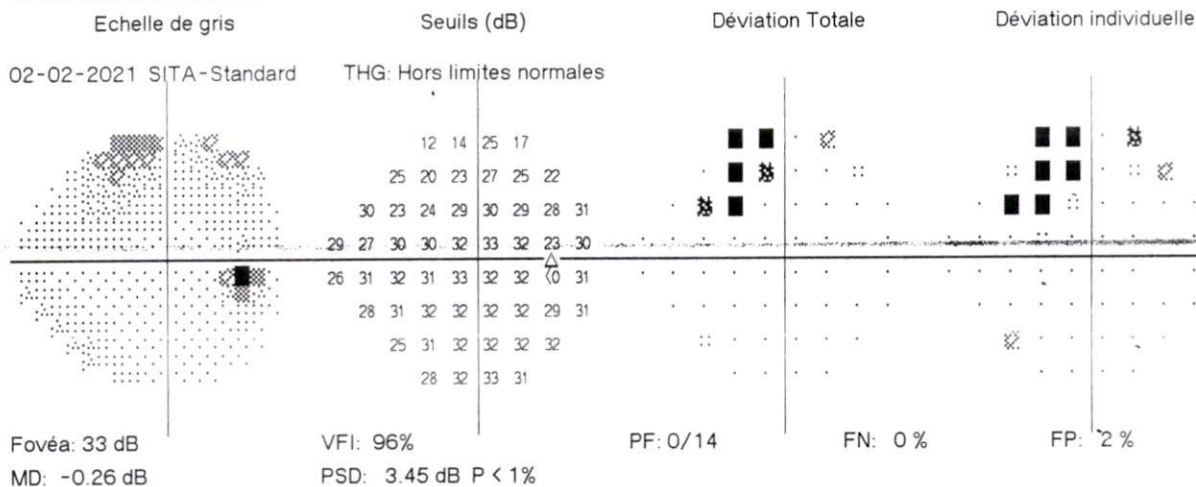 Echelle de gris Seuils (dB) Déviation Totale Déviation individuelle
02-02-2021 SITA-Standard THG: Hors limites normales
12 14 25 17
25 20 23 27 25 22
30 23 24 29 30 29 28 31
29 27 30 30 32 33 32 23 30
26 31 32 31 33 32 32 <0 31
28 31 32 32 32 32 29 31
25 31 32 32 32 32
28 32 33 31
Fovéa: 33 dB VFI: 96% PF: 0/14 FN: 0 % FP: 2 %
MD: -0.26 dB PSD: 3.45 dB P < 1%